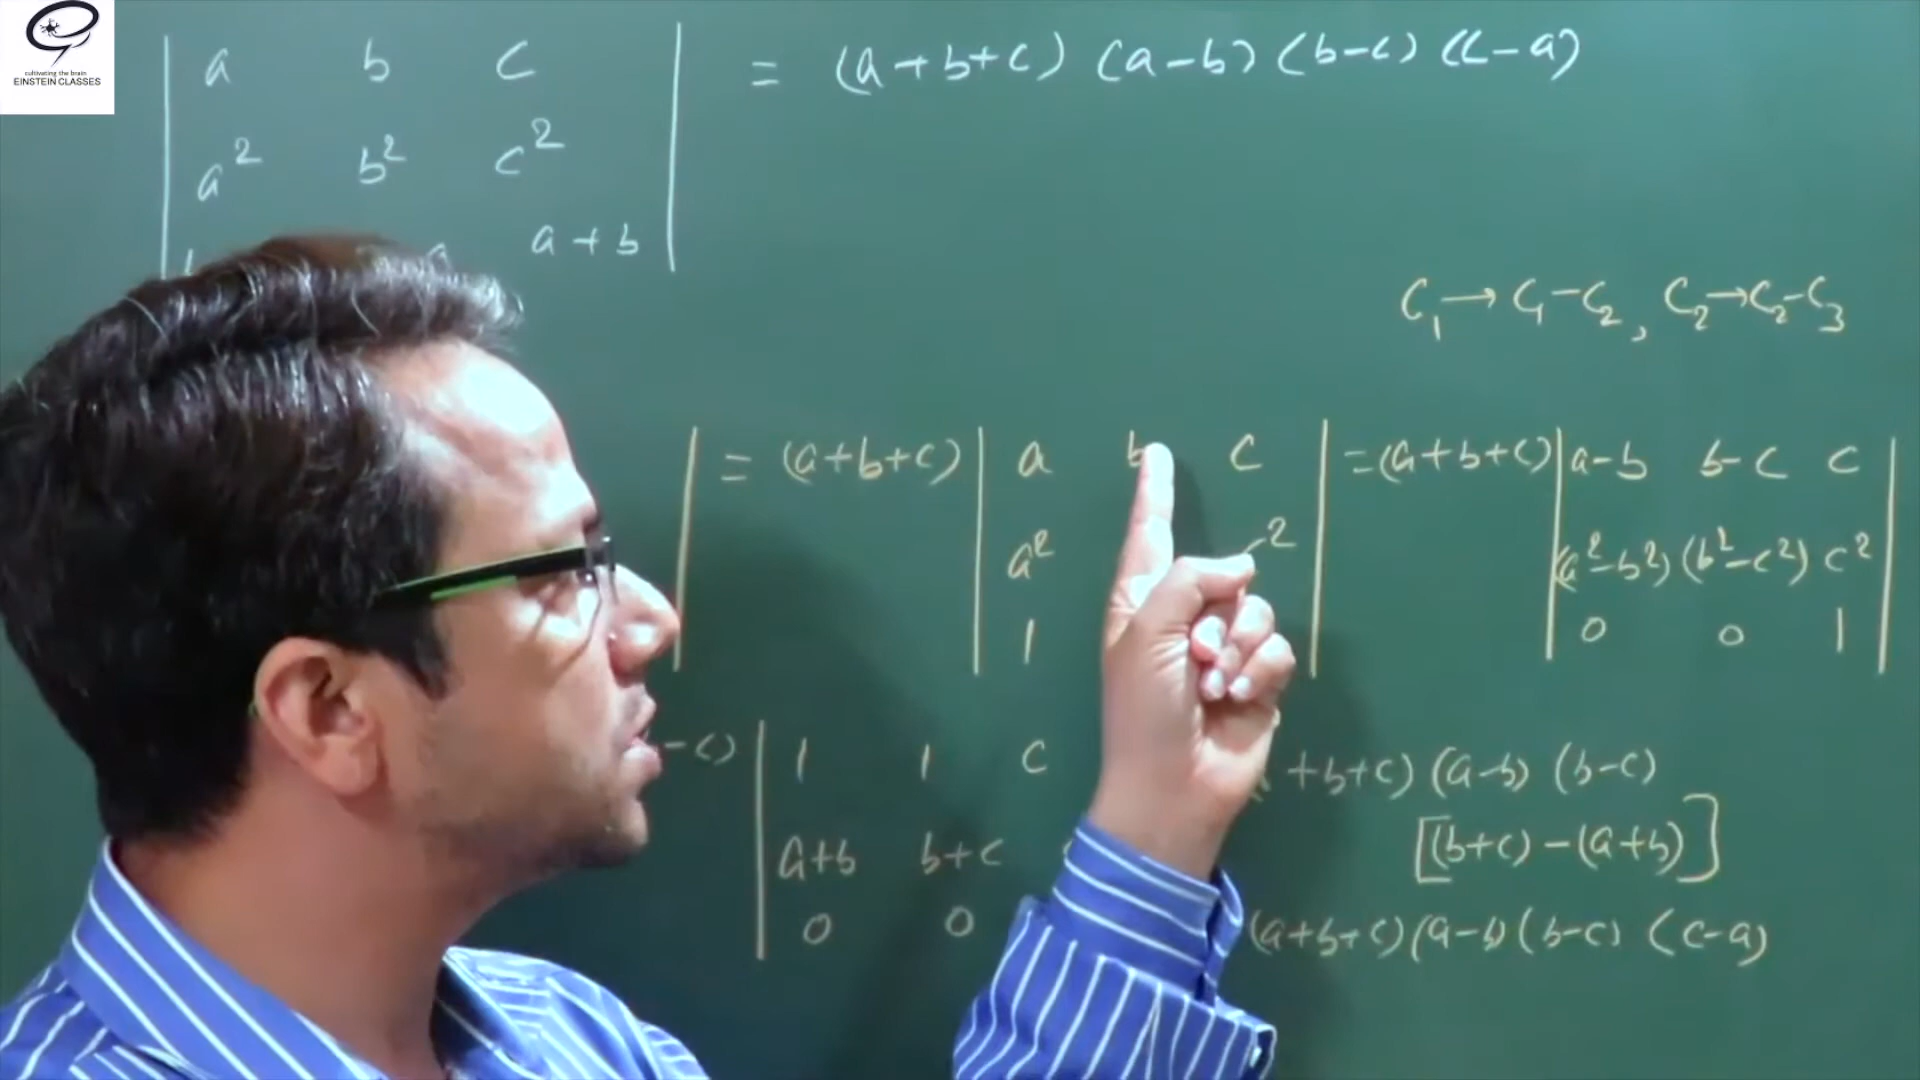 cultivating the brain
EINSTEIN CLASSES
a b c = (a+b+c) (a-b) (b-c) (c-a)
a² b² c²
a a+b
C₁→C₁-C₂, C₂→C₂-C₃
= (a+b+c) | a b c | = (a+b+c) | a-b b-c c |
a² c² (a²-b²) (b²-c²) c²
1 0 0 1
-c) | 1 1 c +b+c) (a-b) (b-c)
a+b b+c [(b+c)-(a+b)]
0 0 (a+b+c)(a-b)(b-c) (c-a)